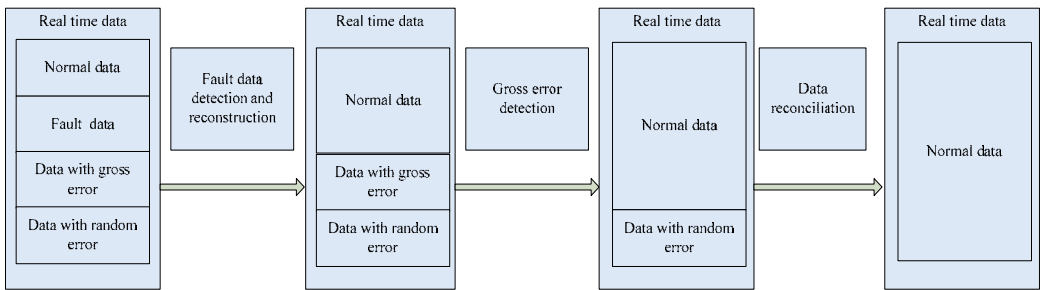 Real time data
Normal data
Fault data
Data with gross
error
Data with random
error
Fault data
detection and
reconstruction
Real time data
Normal data
Data with gross
error
Data with random
error
Gross error
detection
Real time data
Normal data
Data with random
error
Data
reconciliation
Real time data
Normal data